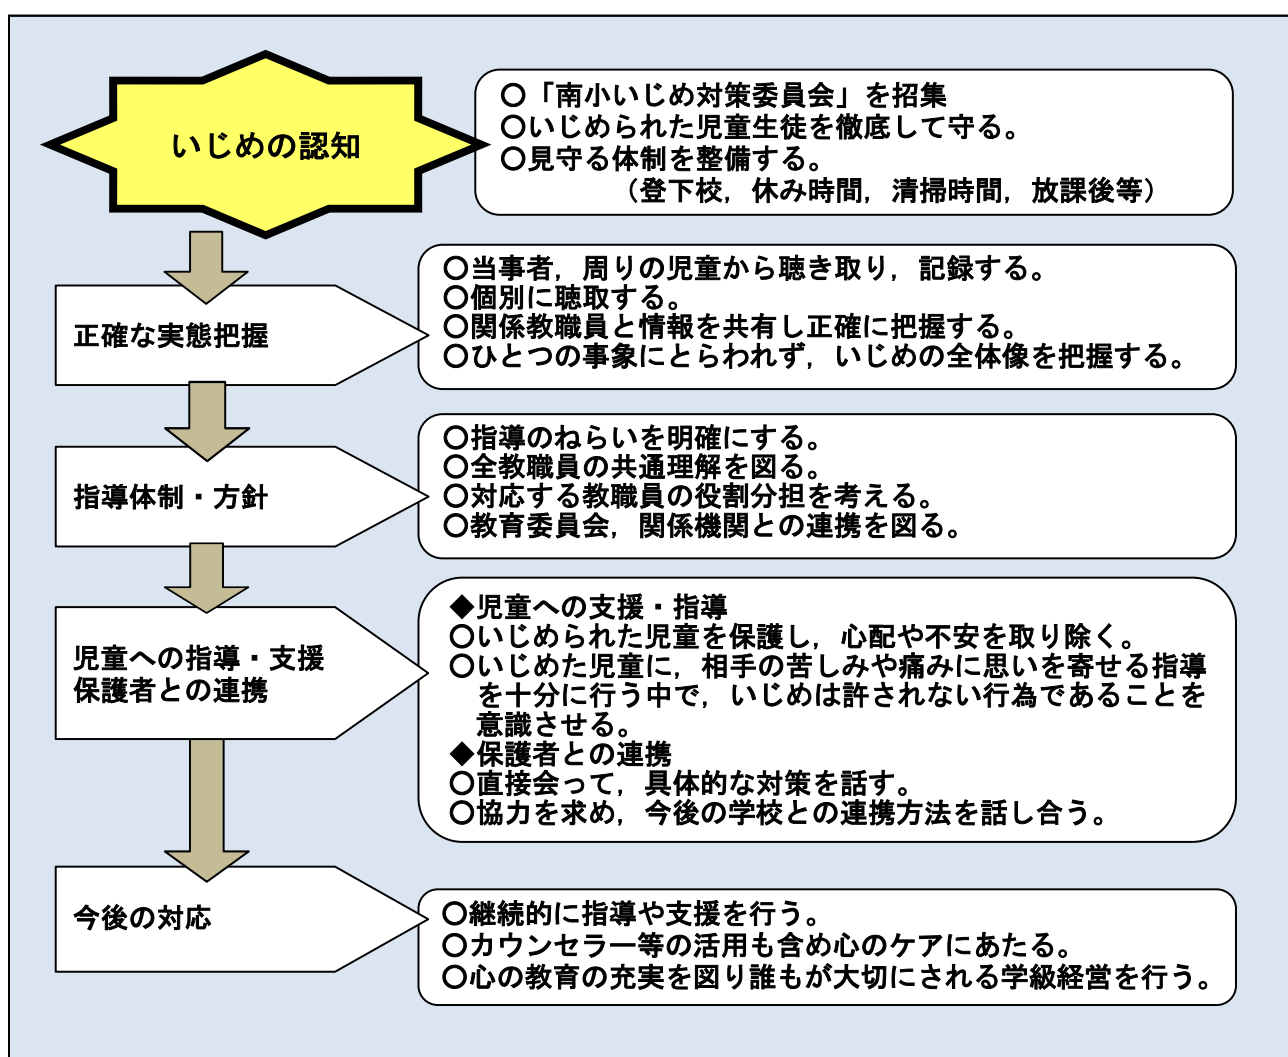 いじめの認知
○「南小いじめ対策委員会」を招集
○いじめられた児童生徒を徹底して守る。
○見守る体制を整備する。
（登下校，休み時間，清掃時間，放課後等）
正確な実態把握
○当事者，周りの児童から聴き取り，記録する。
○個別に聴取する。
○関係教職員と情報を共有し正確に把握する。
○ひとつの事象にとらわれず，いじめの全体像を把握する。
指導体制・方針
○指導のねらいを明確にする。
○全教職員の共通理解を図る。
○対応する教職員の役割分担を考える。
○教育委員会，関係機関との連携を図る。
児童への指導・支援
保護者との連携
◆児童への支援・指導
○いじめられた児童を保護し，心配や不安を取り除く。
○いじめた児童に，相手の苦しみや痛みに思いを寄せる指導
を十分に行う中で，いじめは許されない行為であることを
意識させる。
◆保護者との連携
○直接会って，具体的な対策を話す。
○協力を求め，今後の学校との連携方法を話し合う。
今後の対応
○継続的に指導や支援を行う。
○カウンセラー等の活用も含め心のケアにあたる。
○心の教育の充実を図り誰もが大切にされる学級経営を行う。